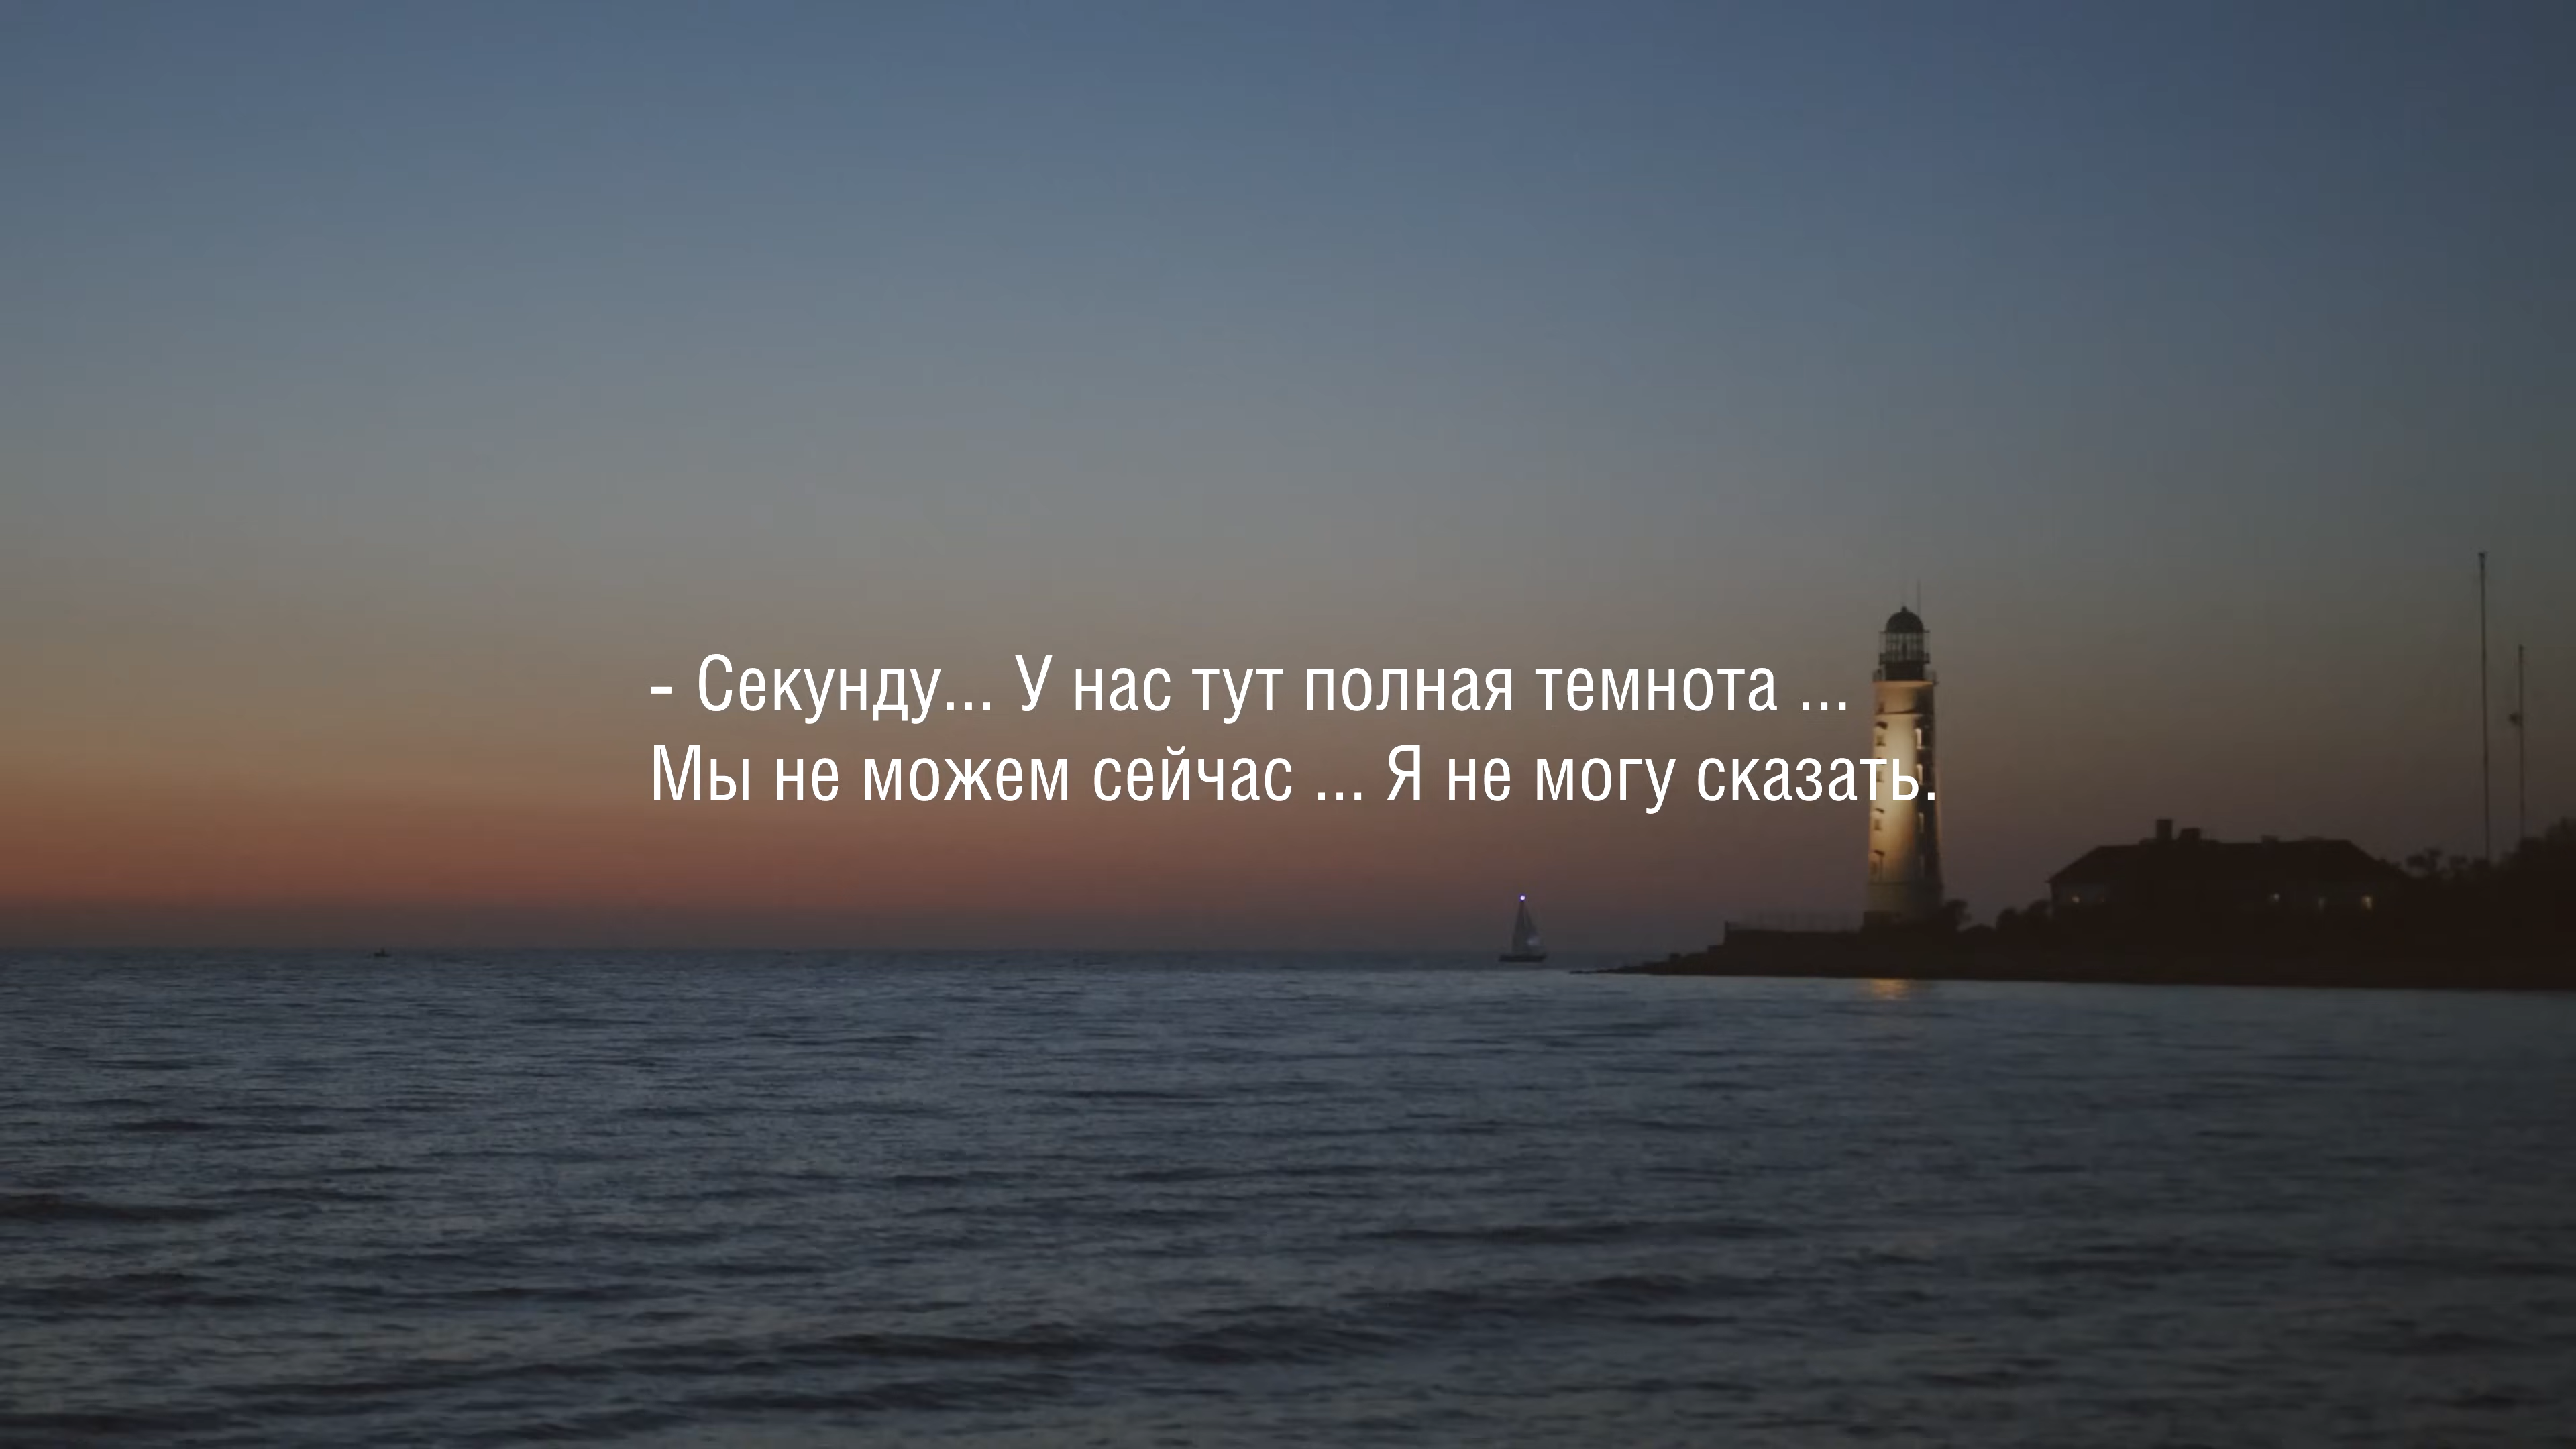 - Секунду... У нас тут полная темнота ...
Мы не можем сейчас ... Я не могу сказать.